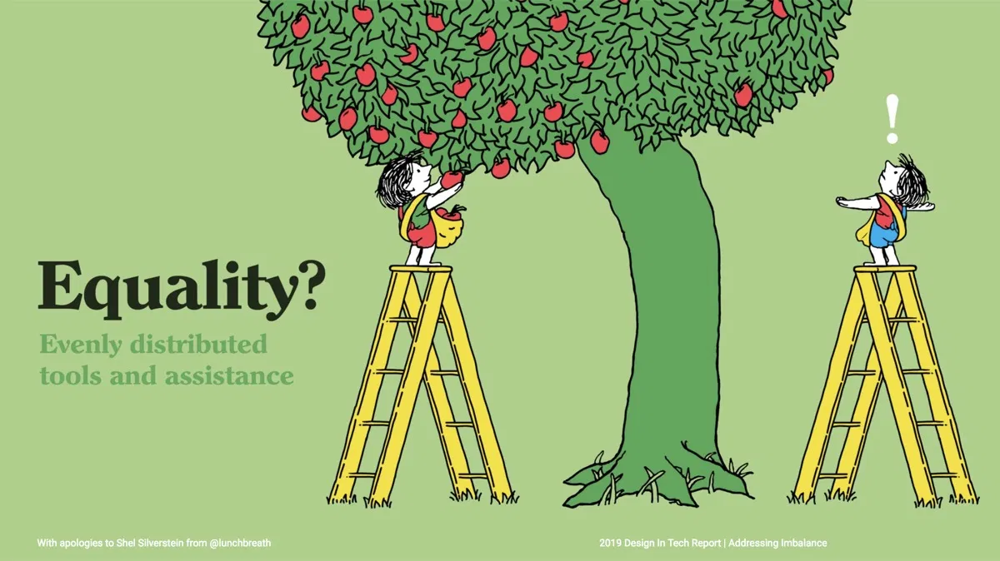 !
Equality?
Evenly distributed
tools and assistance
With apologies to Shel Silverstein from @lunchbreath
2019 Design In Tech Report | Addressing Imbalance